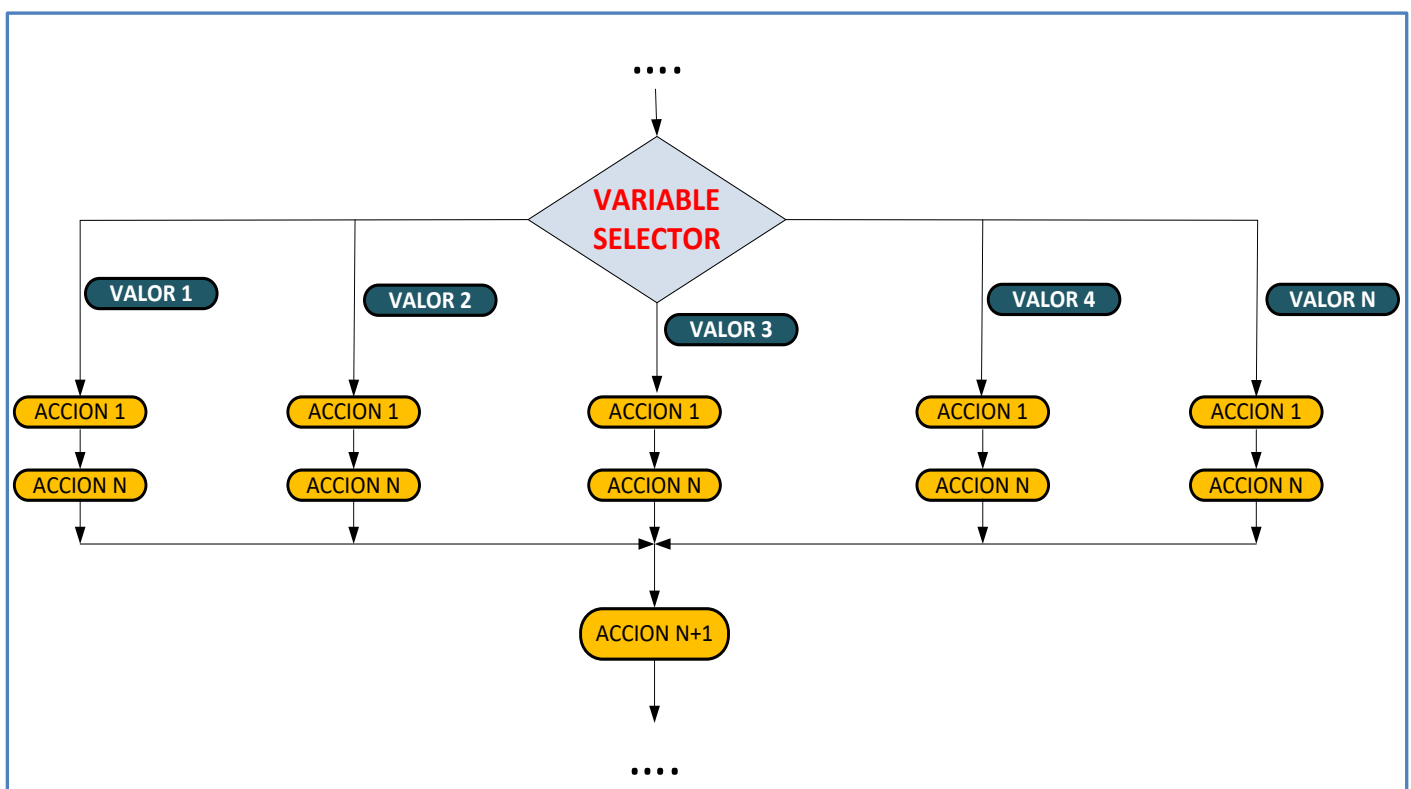 ....
VARIABLE
SELECTOR
VALOR 1
VALOR 2
VALOR 3
VALOR 4
VALOR N
ACCION 1
ACCION 1
ACCION 1
ACCION 1
ACCION 1
ACCION N
ACCION N
ACCION N
ACCION N
ACCION N
ACCION N+1
....